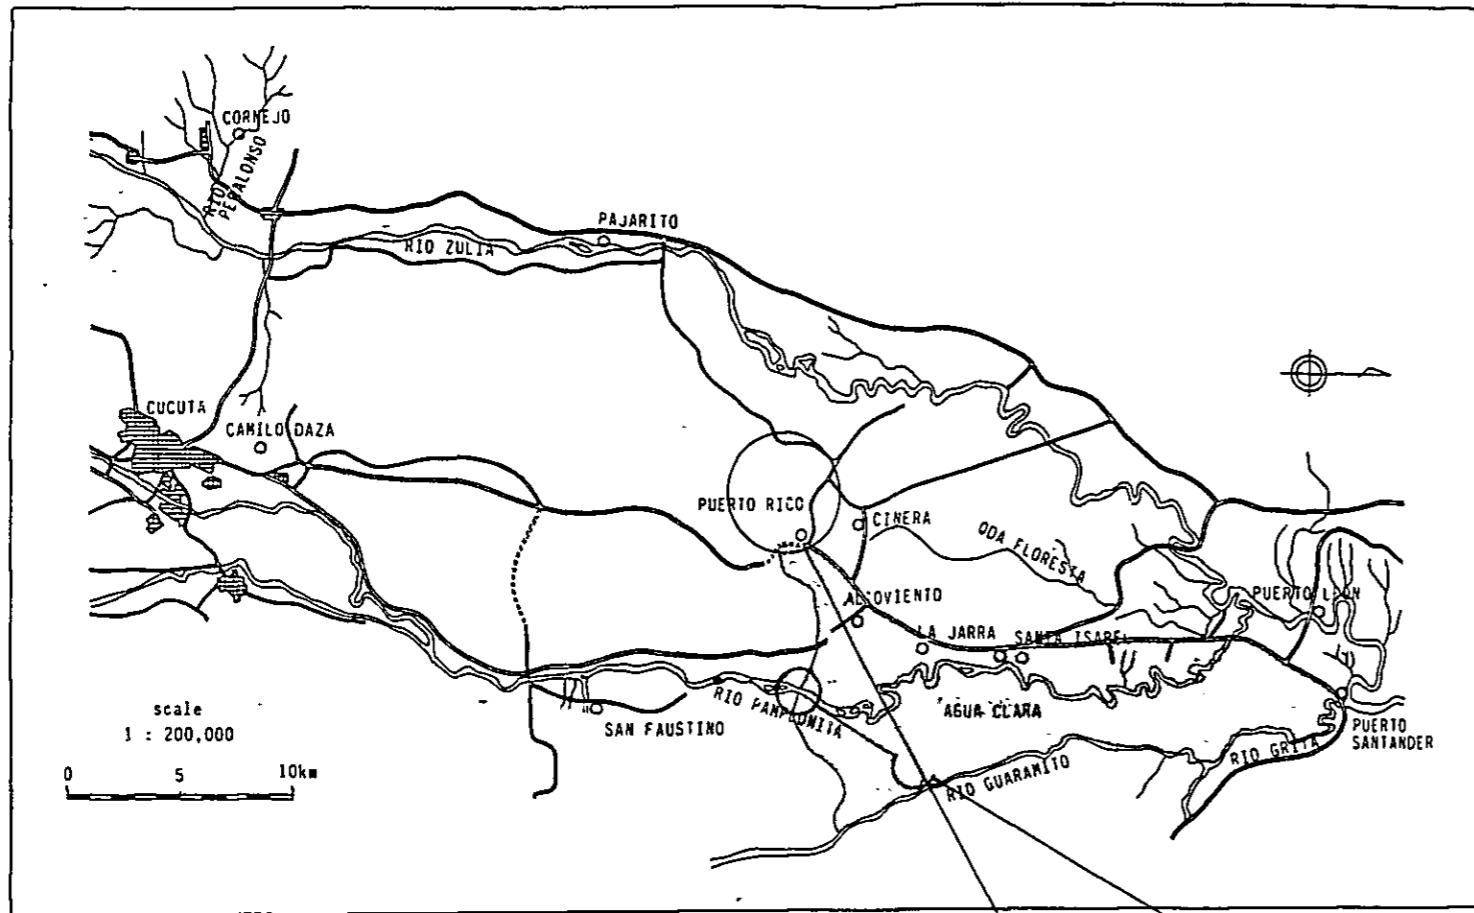 CORNEJO
RIO
PERALONSO
PAJARITO
RIO ZULIA
CUCUTA
CAMILO DAZA
PUERTO RICO
CINERA
QDA FLORESTA
ALTOVIENTO
PUERTO LEON
LA JARRA
SANTA ISABEL
RIO PAMPLONITA
AGUA CLARA
SAN FAUSTINO
PUERTO
SANTANDER
RIO GRITA
RIO GUARAMITO
scale
1 : 200,000
0 5 10km